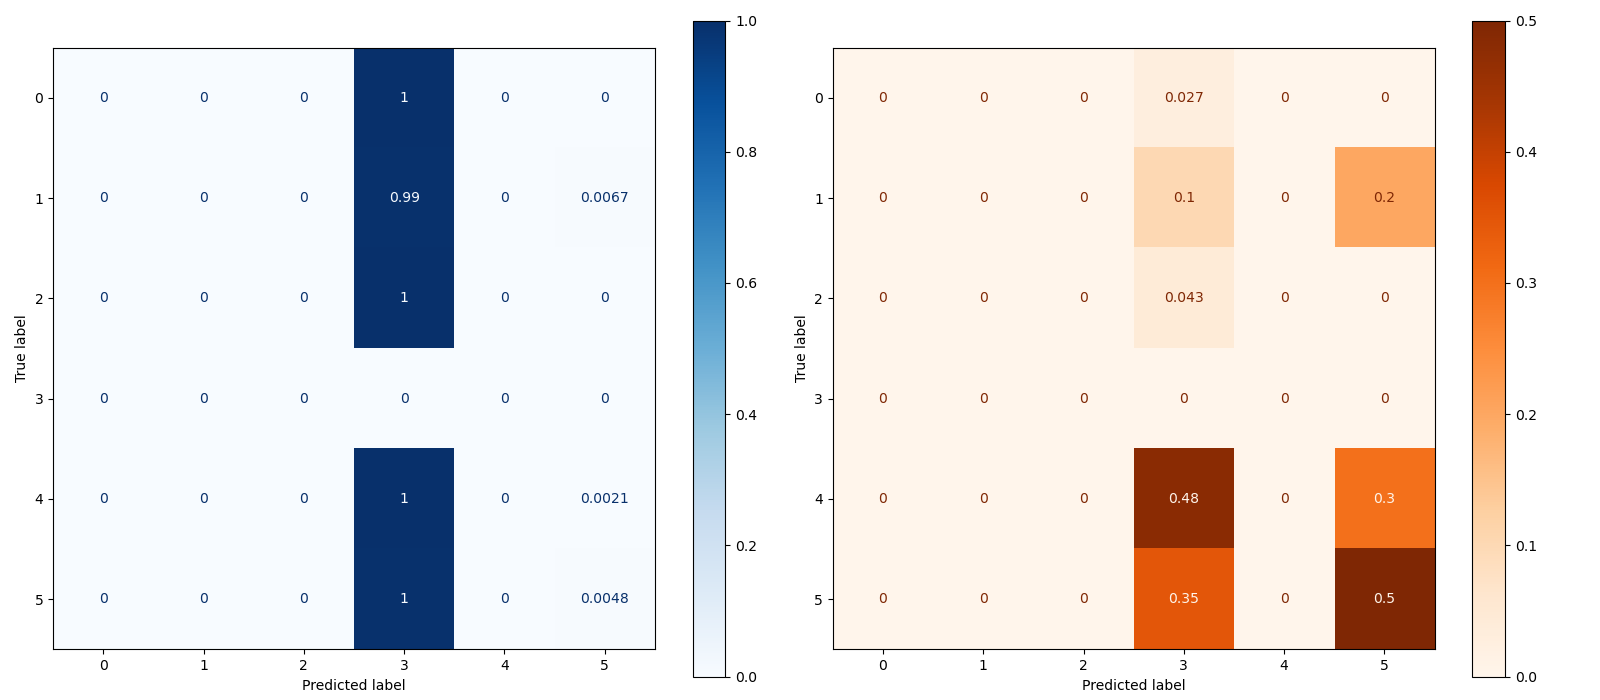 0 0 0 0 1 0 0
1 0 0 0 0.99 0 0.0067
2 0 0 0 1 0 0
3 0 0 0 0 0 0
4 0 0 0 1 0 0.0021
5 0 0 0 1 0 0.0048
0 1 2 3 4 5
True label
Predicted label
1.0
0.8
0.6
0.4
0.2
0.0
0 0 0 0 0.027 0 0
1 0 0 0 0.1 0 0.2
2 0 0 0 0.043 0 0
3 0 0 0 0 0 0
4 0 0 0 0.48 0 0.3
5 0 0 0 0.35 0 0.5
0 1 2 3 4 5
True label
Predicted label
0.5
0.4
0.3
0.2
0.1
0.0